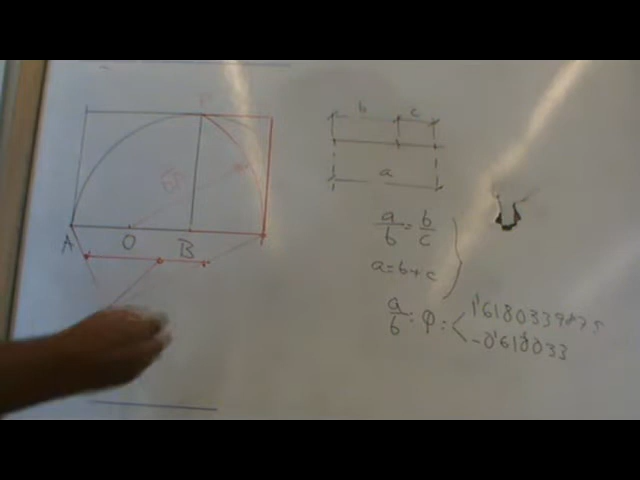 P
A O B
b c
a
a/b = b/c
a=b+c
a/b : φ : 1'6180339875
-0'618033